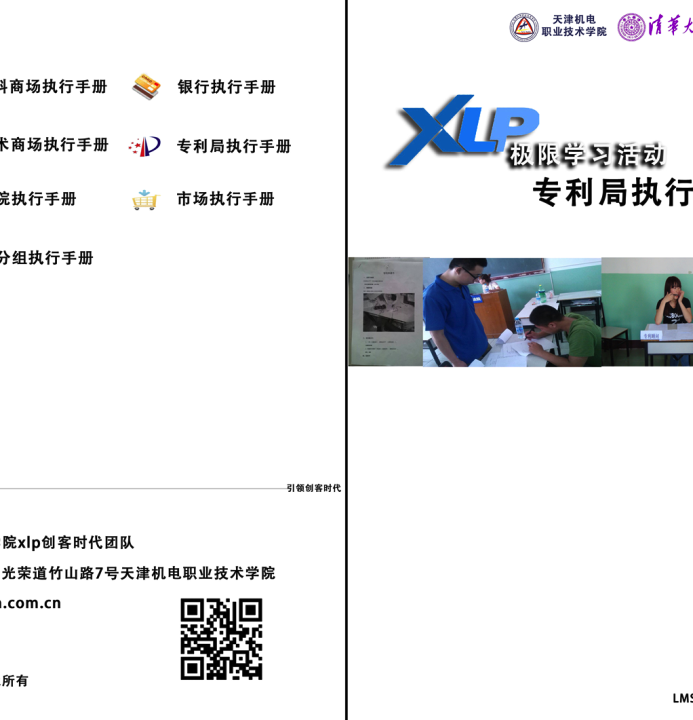 料商场执行手册
银行执行手册
术商场执行手册
专利局执行手册
院执行手册
市场执行手册
分组执行手册
引领创客时代
院xlp创客时代团队
光荣道竹山路7号天津机电职业技术学院
.com.cn
所有
天津机电
职业技术学院
清华大
XLP
极限学习活动
专利局执行
LMS